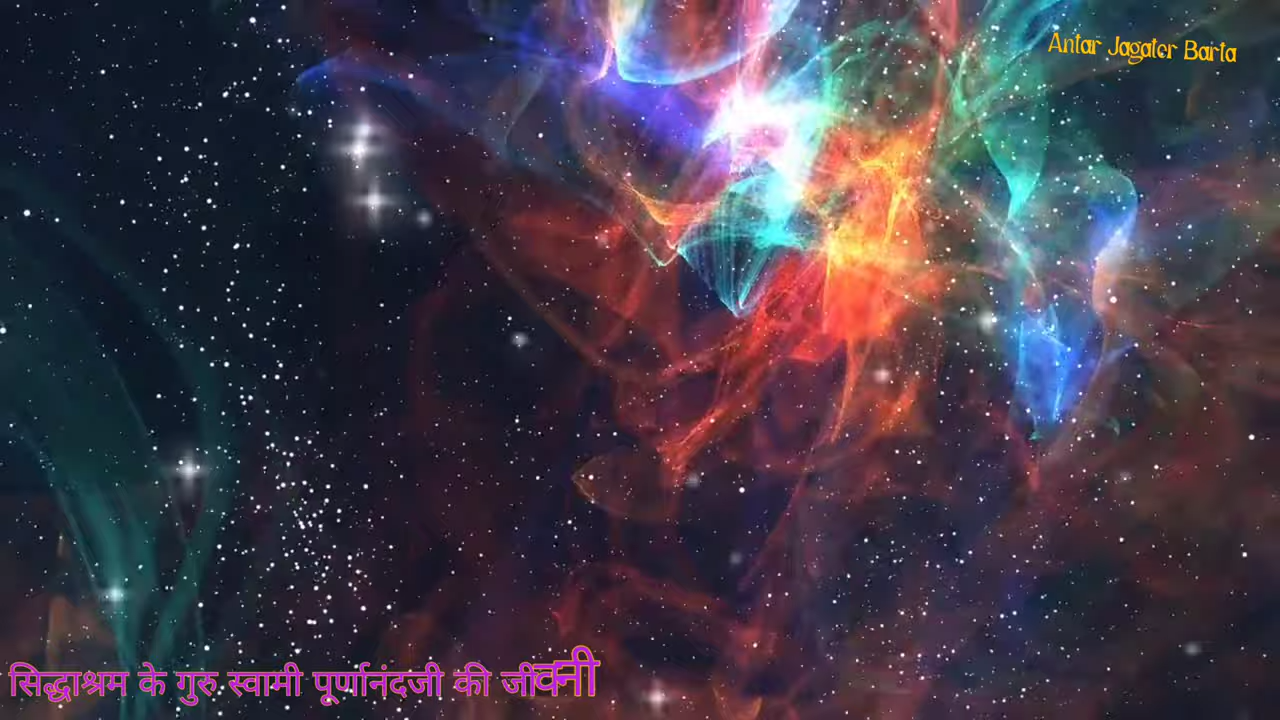 Antar Jagater Barta
सिद्धाश्रम के गुरु स्वामी पूर्णानंदजी की जीवनी